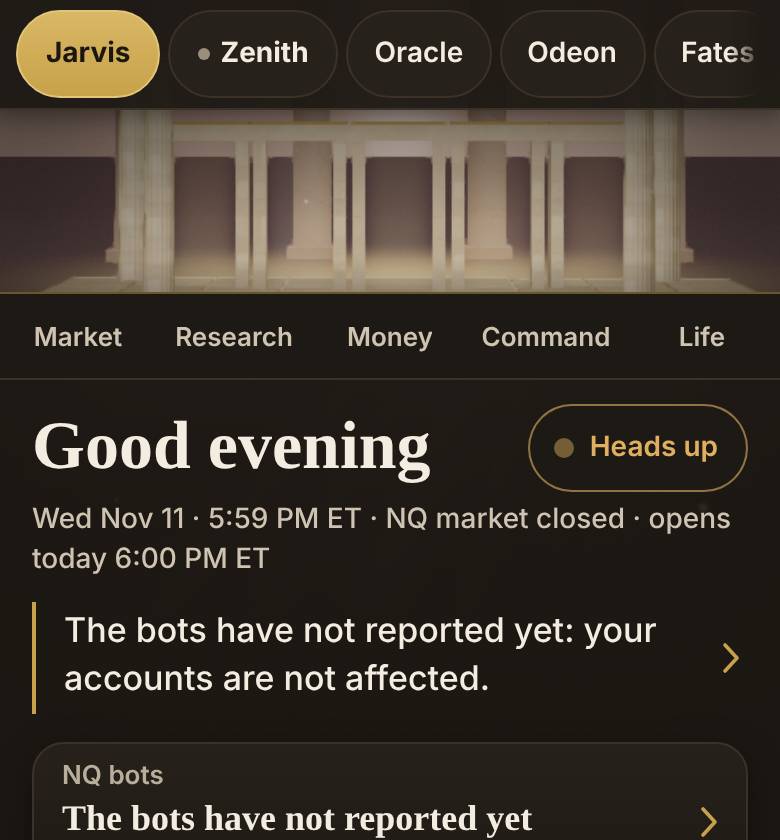 Jarvis
Zenith
Oracle
Odeon
Fates
Market
Research
Money
Command
Life
Good evening
Heads up
Wed Nov 11 · 5:59 PM ET · NQ market closed · opens
today 6:00 PM ET
The bots have not reported yet: your
accounts are not affected.
NQ bots
The bots have not reported yet